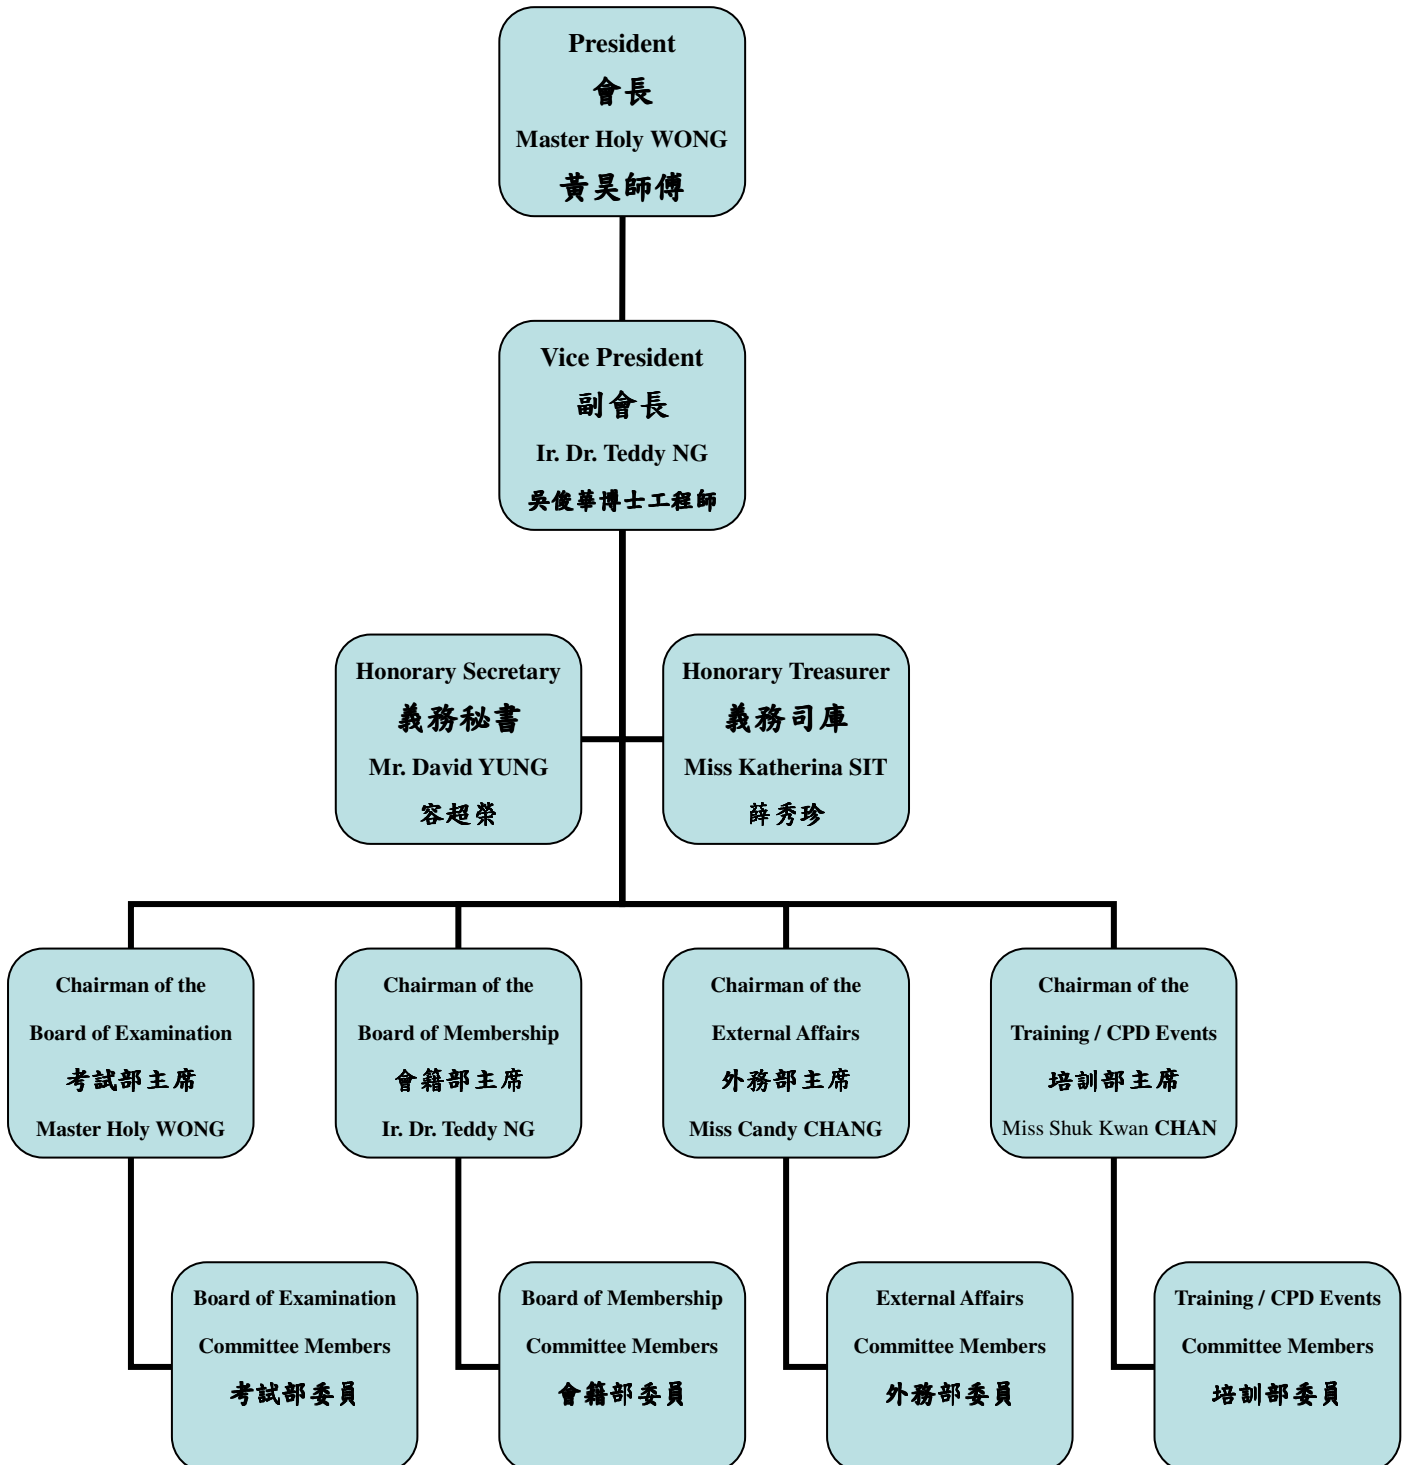 President
會長
Master Holy WONG
黃昊師傅
Vice President
副會長
Ir. Dr. Teddy NG
吳俊華博士工程師
Honorary Secretary
義務秘書
Mr. David YUNG
容超榮
Honorary Treasurer
義務司庫
Miss Katherina SIT
薛秀珍
Chairman of the
Board of Examination
考試部主席
Master Holy WONG
Chairman of the
Board of Membership
會籍部主席
Ir. Dr. Teddy NG
Chairman of the
External Affairs
外務部主席
Miss Candy CHANG
Chairman of the
Training / CPD Events
培訓部主席
Miss Shuk Kwan CHAN
Board of Examination
Committee Members
考試部委員
Board of Membership
Committee Members
會籍部委員
External Affairs
Committee Members
外務部委員
Training / CPD Events
Committee Members
培訓部委員